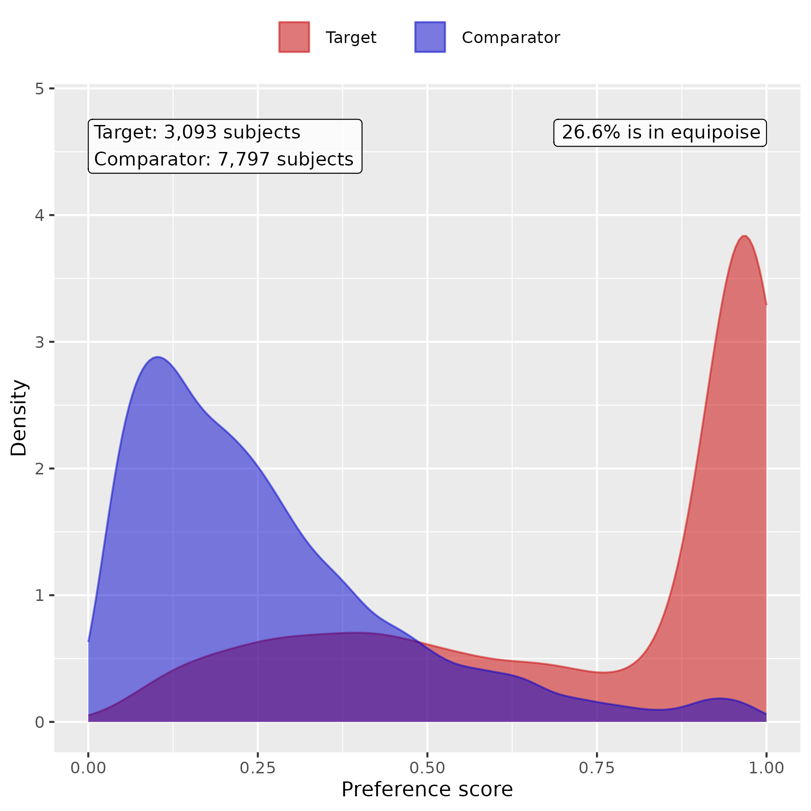 Target
Comparator
5
Target: 3,093 subjects
Comparator: 7,797 subjects
26.6% is in equipoise
4
3
2
1
0
Density
0.00
0.25
0.50
0.75
1.00
Preference score